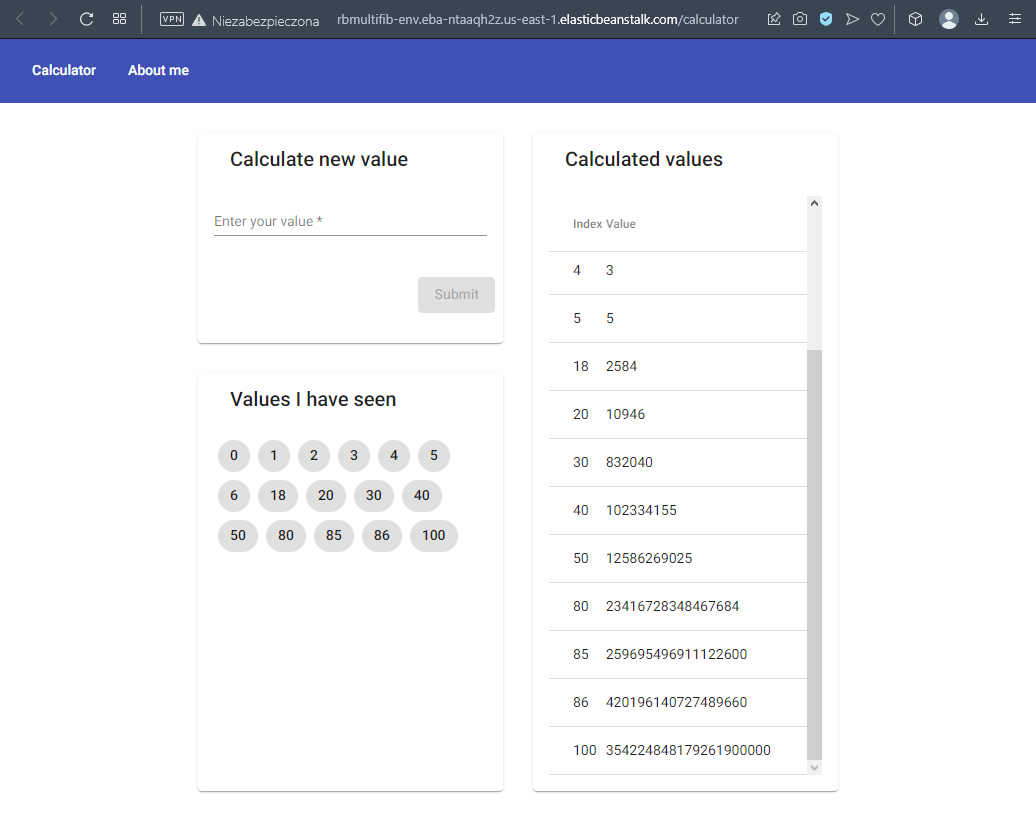 VPN Niezabezpieczona rbmultifib-env.eba-ntaaqh2z.us-east-1.elasticbeanstalk.com/calculator
Calculator About me
Calculate new value
Enter your value *
Submit
Values I have seen
0 1 2 3 4 5
6 18 20 30 40
50 80 85 86 100
Calculated values
Index Value
4 3
5 5
18 2584
20 10946
30 832040
40 102334155
50 12586269025
80 23416728348467684
85 259695496911122600
86 420196140727489660
100 354224848179261900000